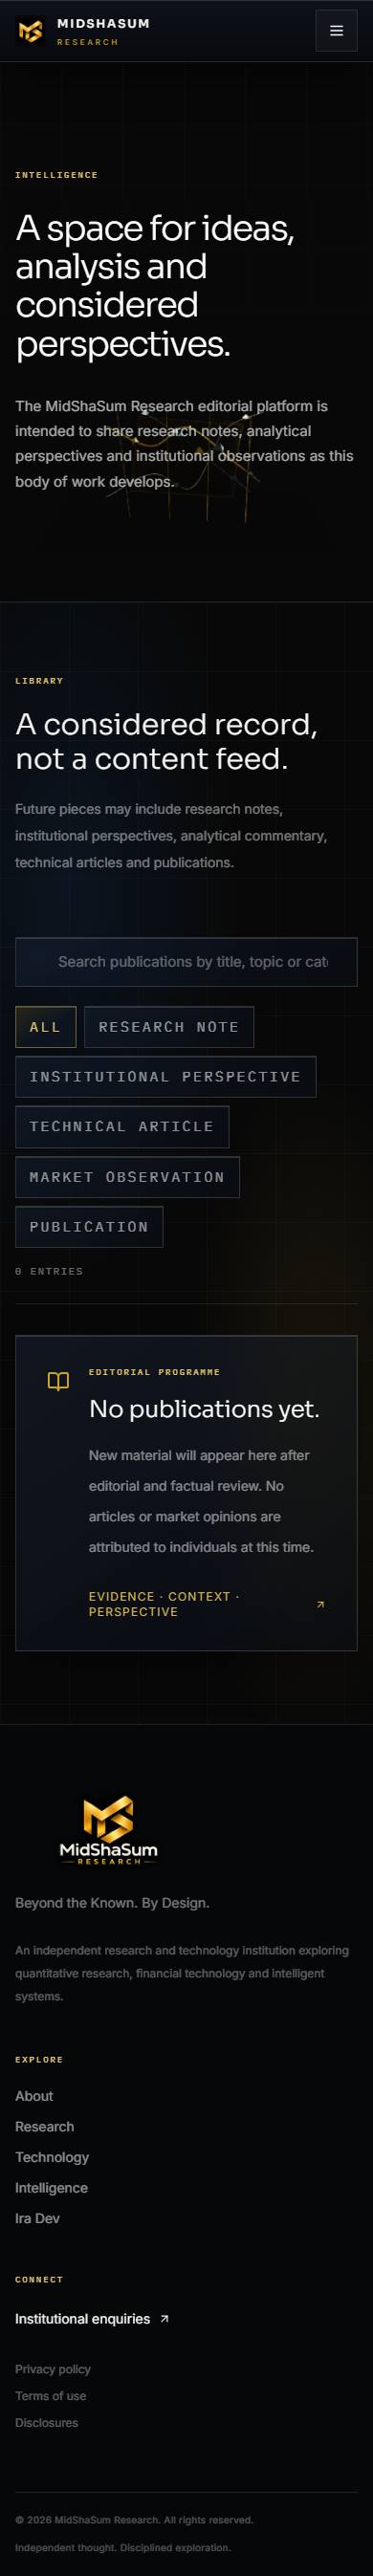 MIDSHASUM
RESEARCH
INTELLIGENCE
A space for ideas,
analysis and
considered
perspectives.
The MidShaSum Research editorial platform is
intended to share research notes, analytical
perspectives and institutional observations as this
body of work develops.
LIBRARY
A considered record,
not a content feed.
Future pieces may include research notes,
institutional perspectives, analytical commentary,
technical articles and publications.
Search publications by title, topic or cate
ALL
RESEARCH NOTE
INSTITUTIONAL PERSPECTIVE
TECHNICAL ARTICLE
MARKET OBSERVATION
PUBLICATION
0 ENTRIES
EDITORIAL PROGRAMME
No publications yet.
New material will appear here after
editorial and factual review. No
articles or market opinions are
attributed to individuals at this time.
EVIDENCE · CONTEXT ·
PERSPECTIVE
MidShaSum
RESEARCH
Beyond the Known. By Design.
An independent research and technology institution exploring
quantitative research, financial technology and intelligent
systems.
EXPLORE
About
Research
Technology
Intelligence
Ira Dev
CONNECT
Institutional enquiries
Privacy policy
Terms of use
Disclosures
© 2026 MidShaSum Research. All rights reserved.
Independent thought. Disciplined exploration.